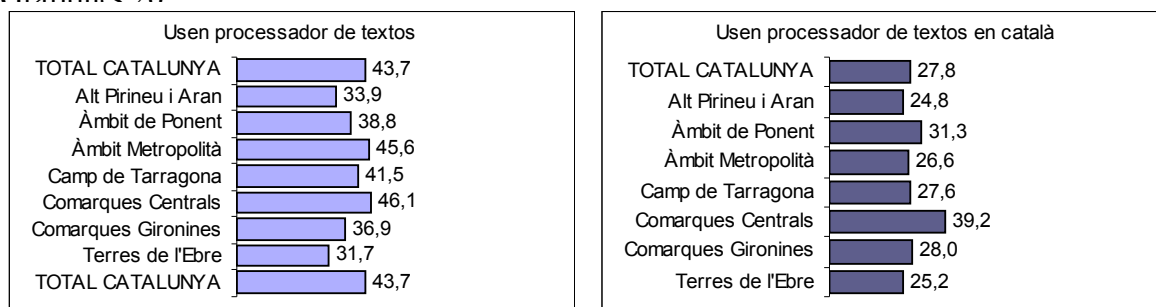 Usen processador de textos
TOTAL CATALUNYA 43,7
Alt Pirineu i Aran 33,9
Àmbit de Ponent 38,8
Àmbit Metropolità 45,6
Camp de Tarragona 41,5
Comarques Centrals 46,1
Comarques Gironines 36,9
Terres de l'Ebre 31,7
TOTAL CATALUNYA 43,7
Usen processador de textos en català
TOTAL CATALUNYA 27,8
Alt Pirineu i Aran 24,8
Àmbit de Ponent 31,3
Àmbit Metropolità 26,6
Camp de Tarragona 27,6
Comarques Centrals 39,2
Comarques Gironines 28,0
Terres de l'Ebre 25,2